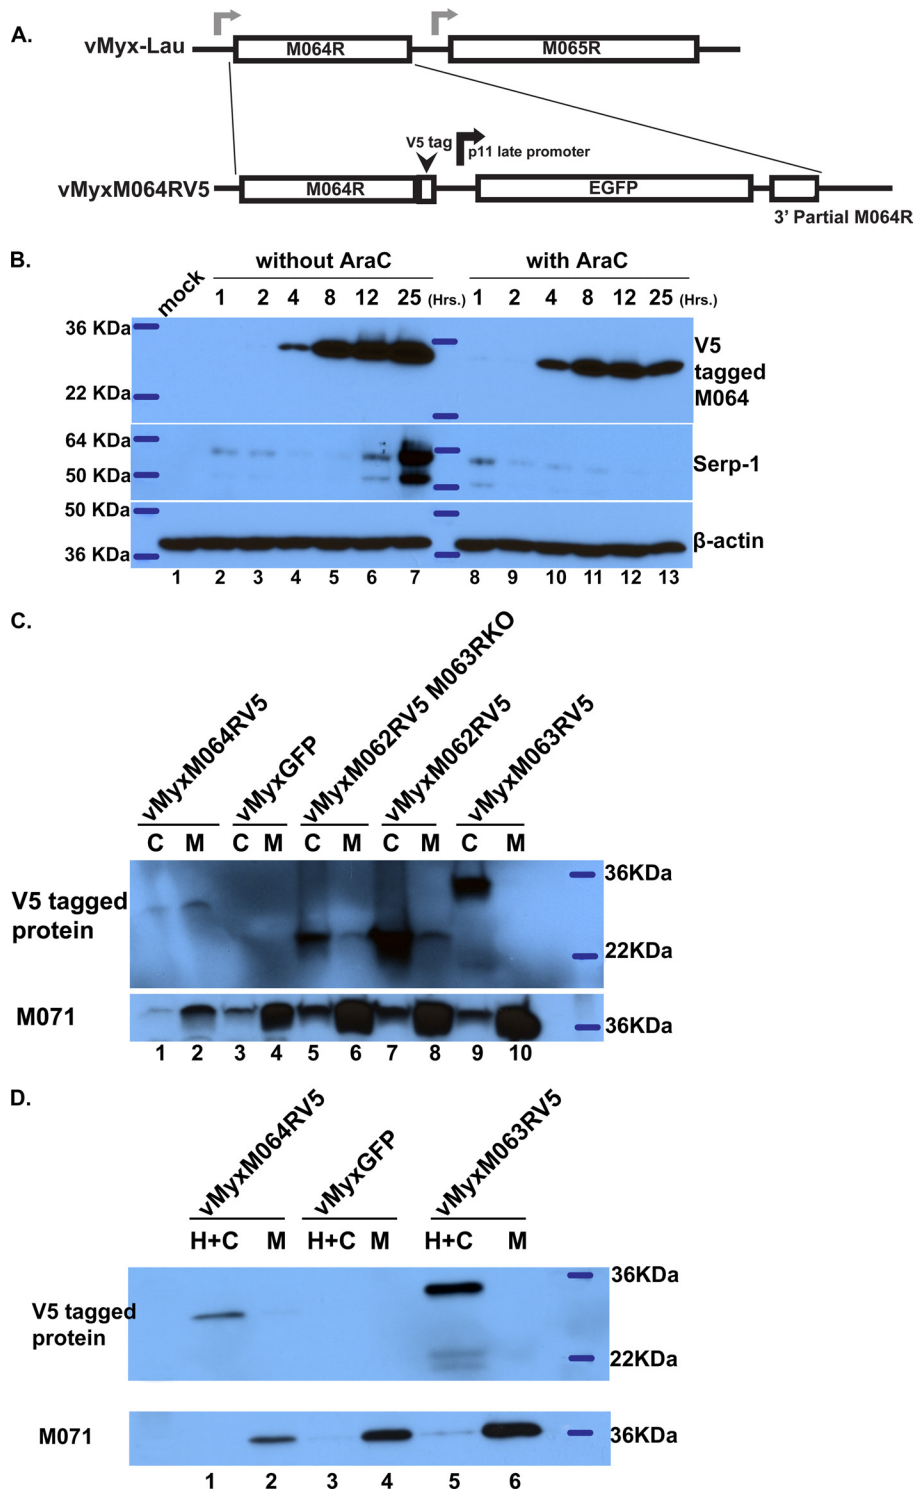 A.
vMyx-Lau
M064R
M065R
V5 tag
p11 late promoter
vMyxM064RV5
M064R
EGFP
3' Partial M064R
B.
without AraC
with AraC
mock
1 2 4 8 12 25 (Hrs.)
1 2 4 8 12 25 (Hrs.)
36 KDa
22 KDa
V5
tagged
M064
64 KDa
50 KDa
Serp-1
50 KDa
36 KDa
β-actin
1 2 3 4 5 6 7 8 9 10 11 12 13
C.
vMyxM064RV5
vMyxGFP
vMyxM062RV5 M063RKO
vMyxM062RV5
vMyxM063RV5
C M C M C M C M C M
V5 tagged
protein
36KDa
22KDa
M071
36KDa
1 2 3 4 5 6 7 8 9 10
D.
vMyxM064RV5
vMyxGFP
vMyxM063RV5
H+C M H+C M H+C M
V5 tagged
protein
36KDa
22KDa
M071
36KDa
1 2 3 4 5 6